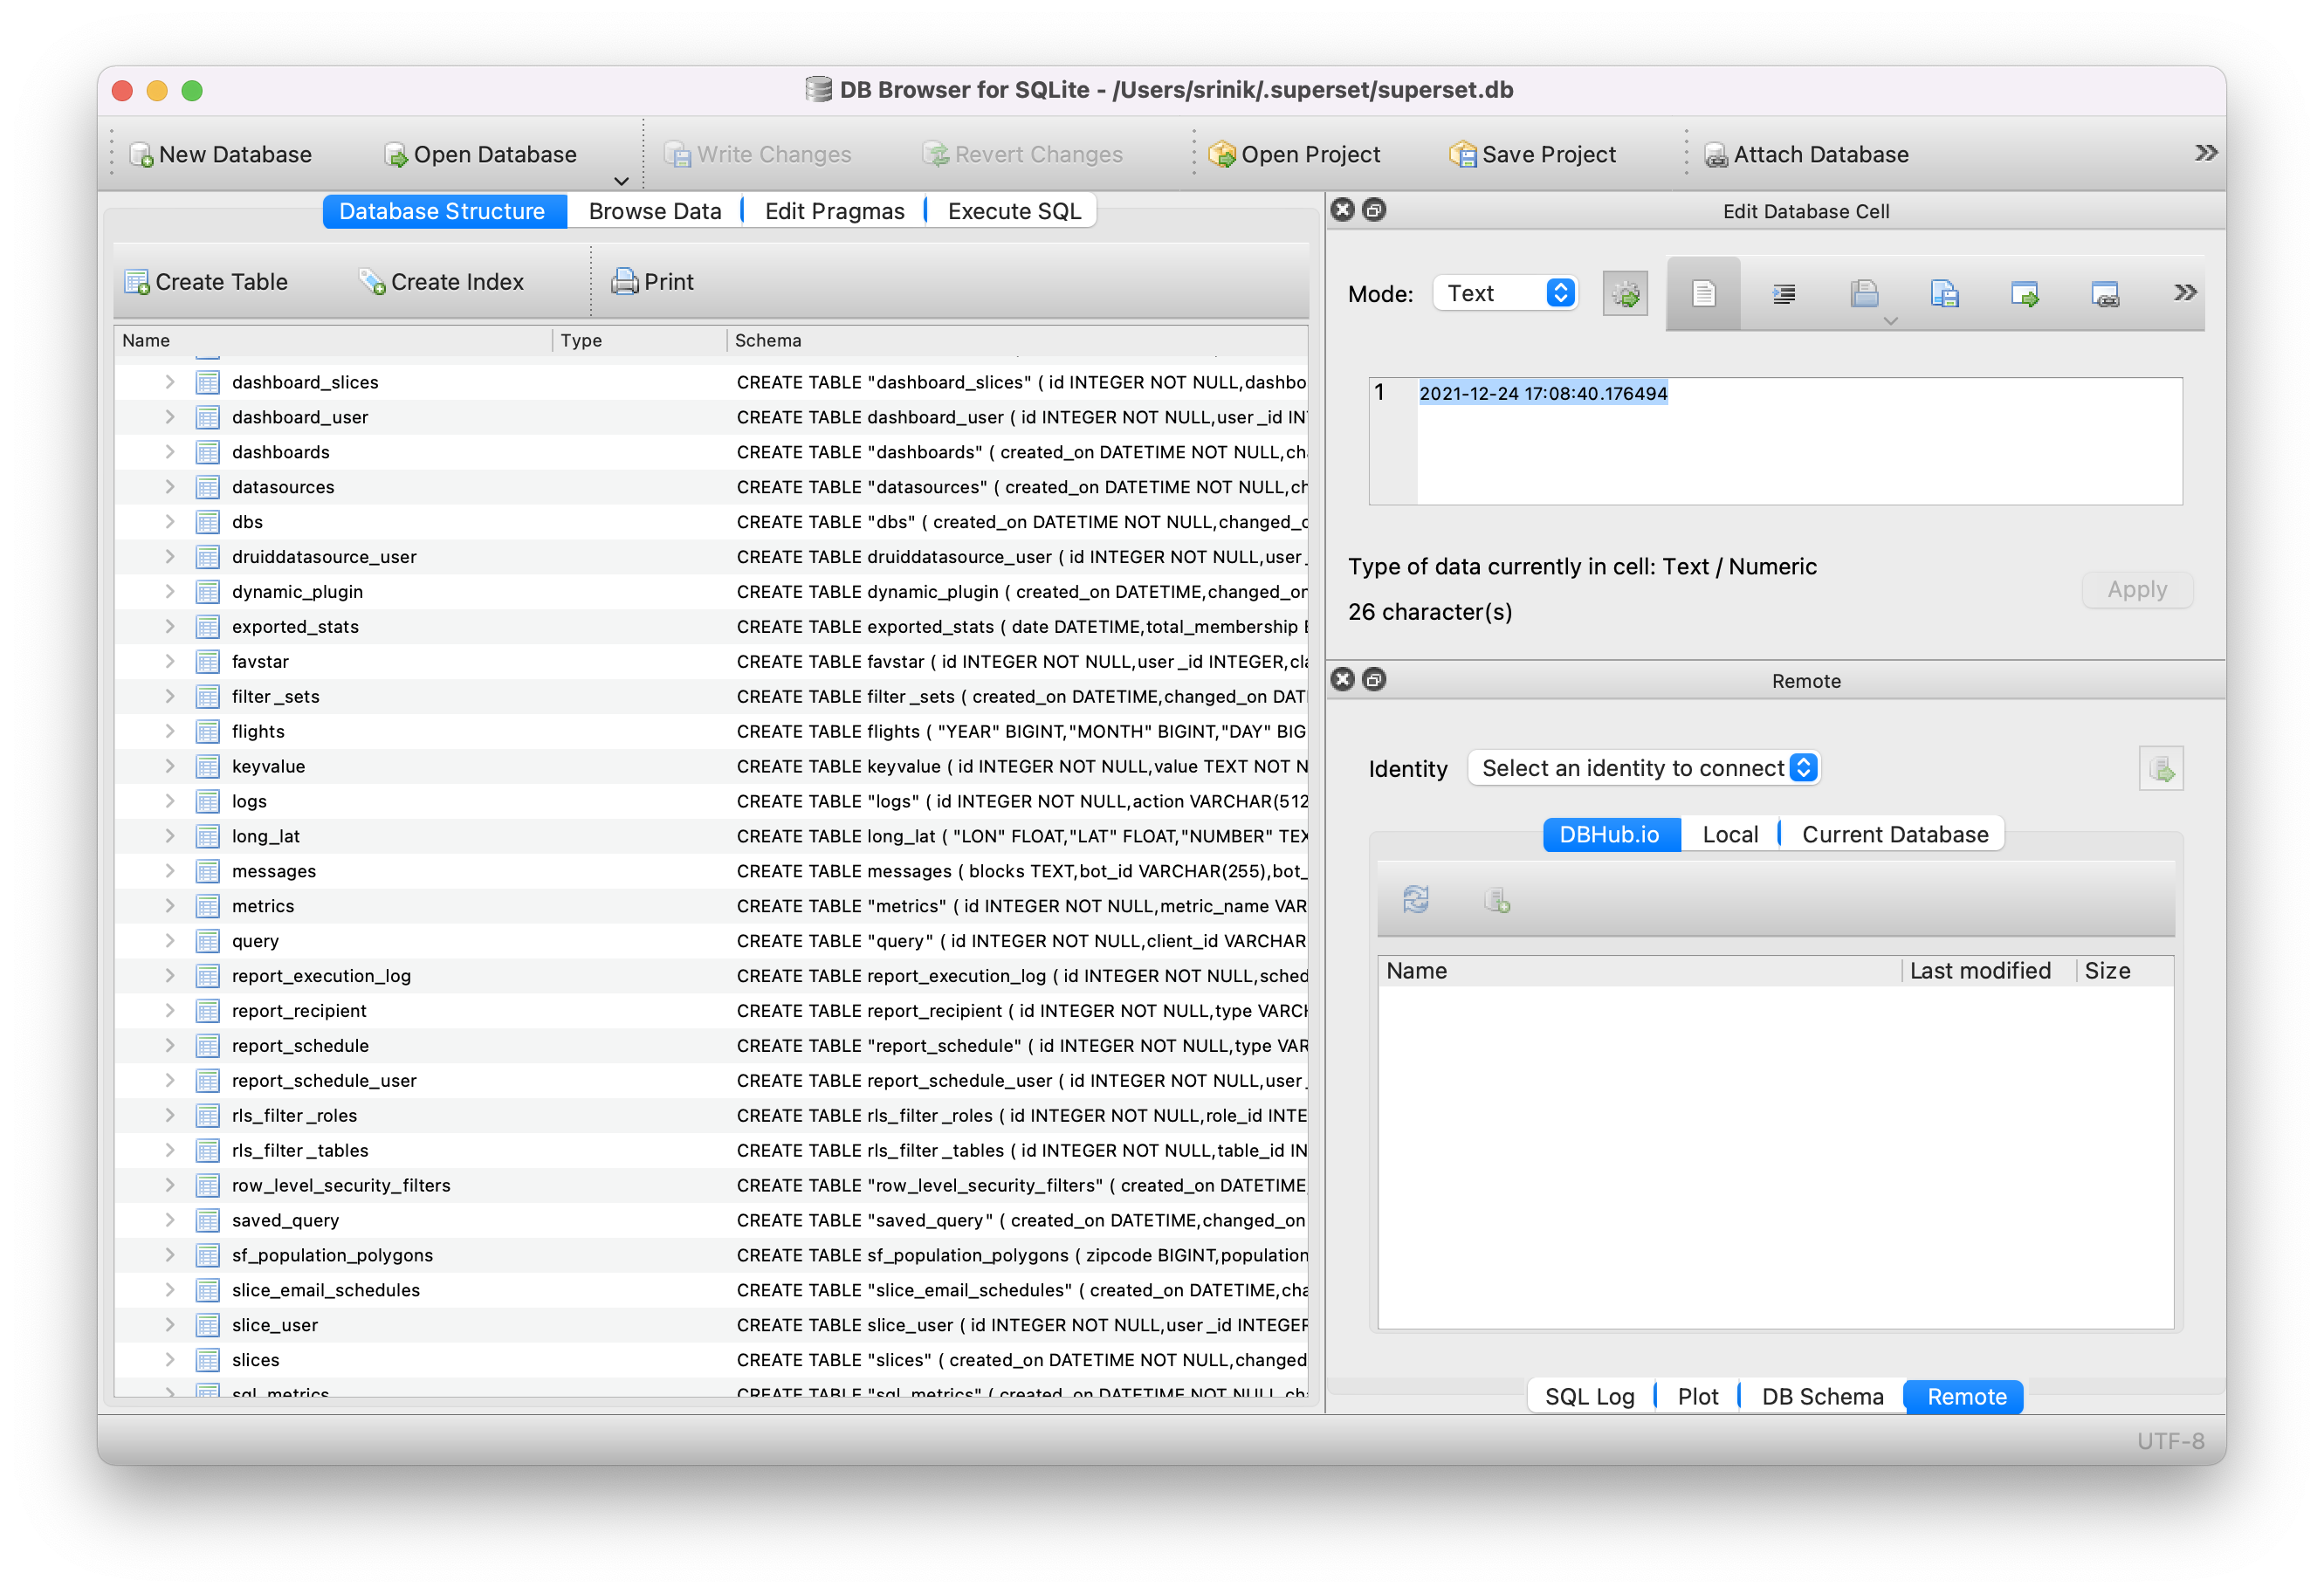 DB Browser for SQLite - /Users/srinik/.superset/superset.db
New Database Open Database Write Changes Revert Changes Open Project Save Project Attach Database
Database Structure Browse Data Edit Pragmas Execute SQL
Create Table Create Index Print
Name Type Schema
dashboard_slices CREATE TABLE "dashboard_slices" ( id INTEGER NOT NULL,dashbo
dashboard_user CREATE TABLE dashboard_user ( id INTEGER NOT NULL,user_id IN
dashboards CREATE TABLE "dashboards" ( created_on DATETIME NOT NULL,ch
datasources CREATE TABLE "datasources" ( created_on DATETIME NOT NULL,ch
dbs CREATE TABLE "dbs" ( created_on DATETIME NOT NULL,changed_o
druiddatasource_user CREATE TABLE druiddatasource_user ( id INTEGER NOT NULL,user_
dynamic_plugin CREATE TABLE dynamic_plugin ( created_on DATETIME,changed_on
exported_stats CREATE TABLE exported_stats ( date DATETIME,total_membership
favstar CREATE TABLE favstar ( id INTEGER NOT NULL,user_id INTEGER,cla
filter_sets CREATE TABLE filter_sets ( created_on DATETIME,changed_on DAT
flights CREATE TABLE flights ( "YEAR" BIGINT,"MONTH" BIGINT,"DAY" BIG
keyvalue CREATE TABLE keyvalue ( id INTEGER NOT NULL,value TEXT NOT N
logs CREATE TABLE "logs" ( id INTEGER NOT NULL,action VARCHAR(512
long_lat CREATE TABLE long_lat ( "LON" FLOAT,"LAT" FLOAT,"NUMBER" TEX
messages CREATE TABLE messages ( blocks TEXT,bot_id VARCHAR(255),bot_
metrics CREATE TABLE "metrics" ( id INTEGER NOT NULL,metric_name VAR
query CREATE TABLE "query" ( id INTEGER NOT NULL,client_id VARCHAR
report_execution_log CREATE TABLE report_execution_log ( id INTEGER NOT NULL,sched
report_recipient CREATE TABLE report_recipient ( id INTEGER NOT NULL,type VARCH
report_schedule CREATE TABLE "report_schedule" ( id INTEGER NOT NULL,type VAR
report_schedule_user CREATE TABLE report_schedule_user ( id INTEGER NOT NULL,user_
rls_filter_roles CREATE TABLE rls_filter_roles ( id INTEGER NOT NULL,role_id INTE
rls_filter_tables CREATE TABLE rls_filter_tables ( id INTEGER NOT NULL,table_id IN
row_level_security_filters CREATE TABLE "row_level_security_filters" ( created_on DATETIME,
saved_query CREATE TABLE "saved_query" ( created_on DATETIME,changed_on
sf_population_polygons CREATE TABLE sf_population_polygons ( zipcode BIGINT,population
slice_email_schedules CREATE TABLE "slice_email_schedules" ( created_on DATETIME,cha
slice_user CREATE TABLE slice_user ( id INTEGER NOT NULL,user_id INTEGER
slices CREATE TABLE "slices" ( created_on DATETIME NOT NULL,changed
sql_metrics CREATE TABLE "sql_metrics" ( created_on DATETIME NOT NULL,cha
Edit Database Cell
Mode: Text
1 2021-12-24 17:08:40.176494
Type of data currently in cell: Text / Numeric
Apply
26 character(s)
Remote
Identity Select an identity to connect
DBHub.io Local Current Database
Name Last modified Size
SQL Log Plot DB Schema Remote
UTF-8